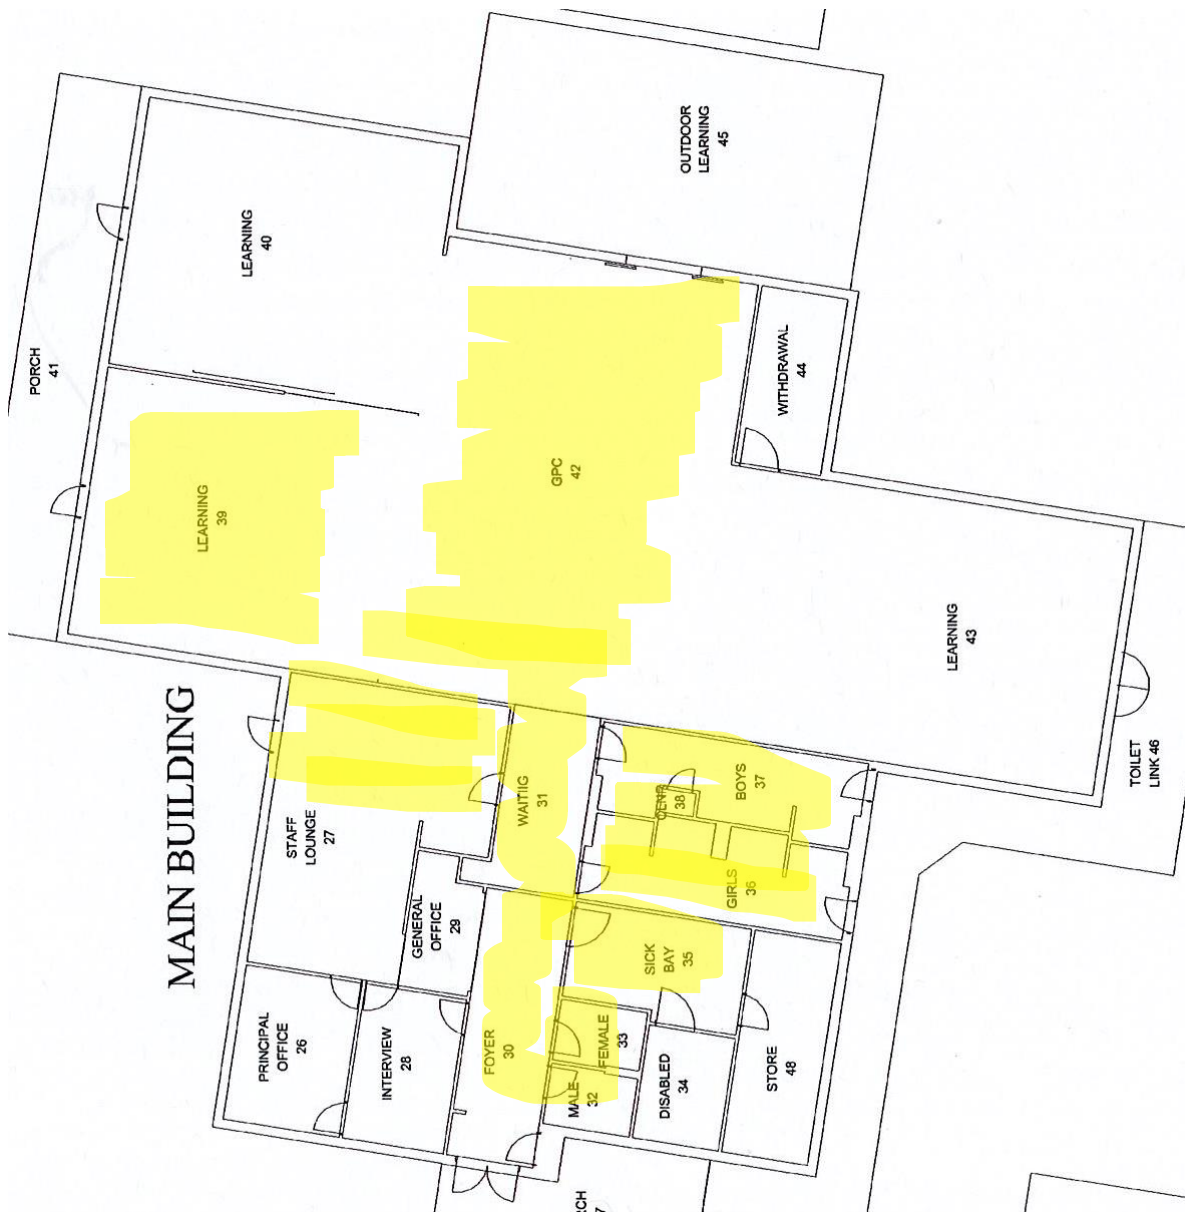 OUTDOOR
LEARNING
45
LEARNING
40
PORCH
41
WITHDRAWAL
44
GPC
42
LEARNING
39
LEARNING
43
MAIN BUILDING
TOILET
LINK 46
WAITIIG
31
BOYS
37
38
STAFF
LOUNGE
27
GIRLS
36
GENERAL
OFFICE
29
SICK
BAY
35
PRINCIPAL
OFFICE
26
INTERVIEW
28
FOYER
30
FEMALE
33
MALE
32
DISABLED
34
STORE
48